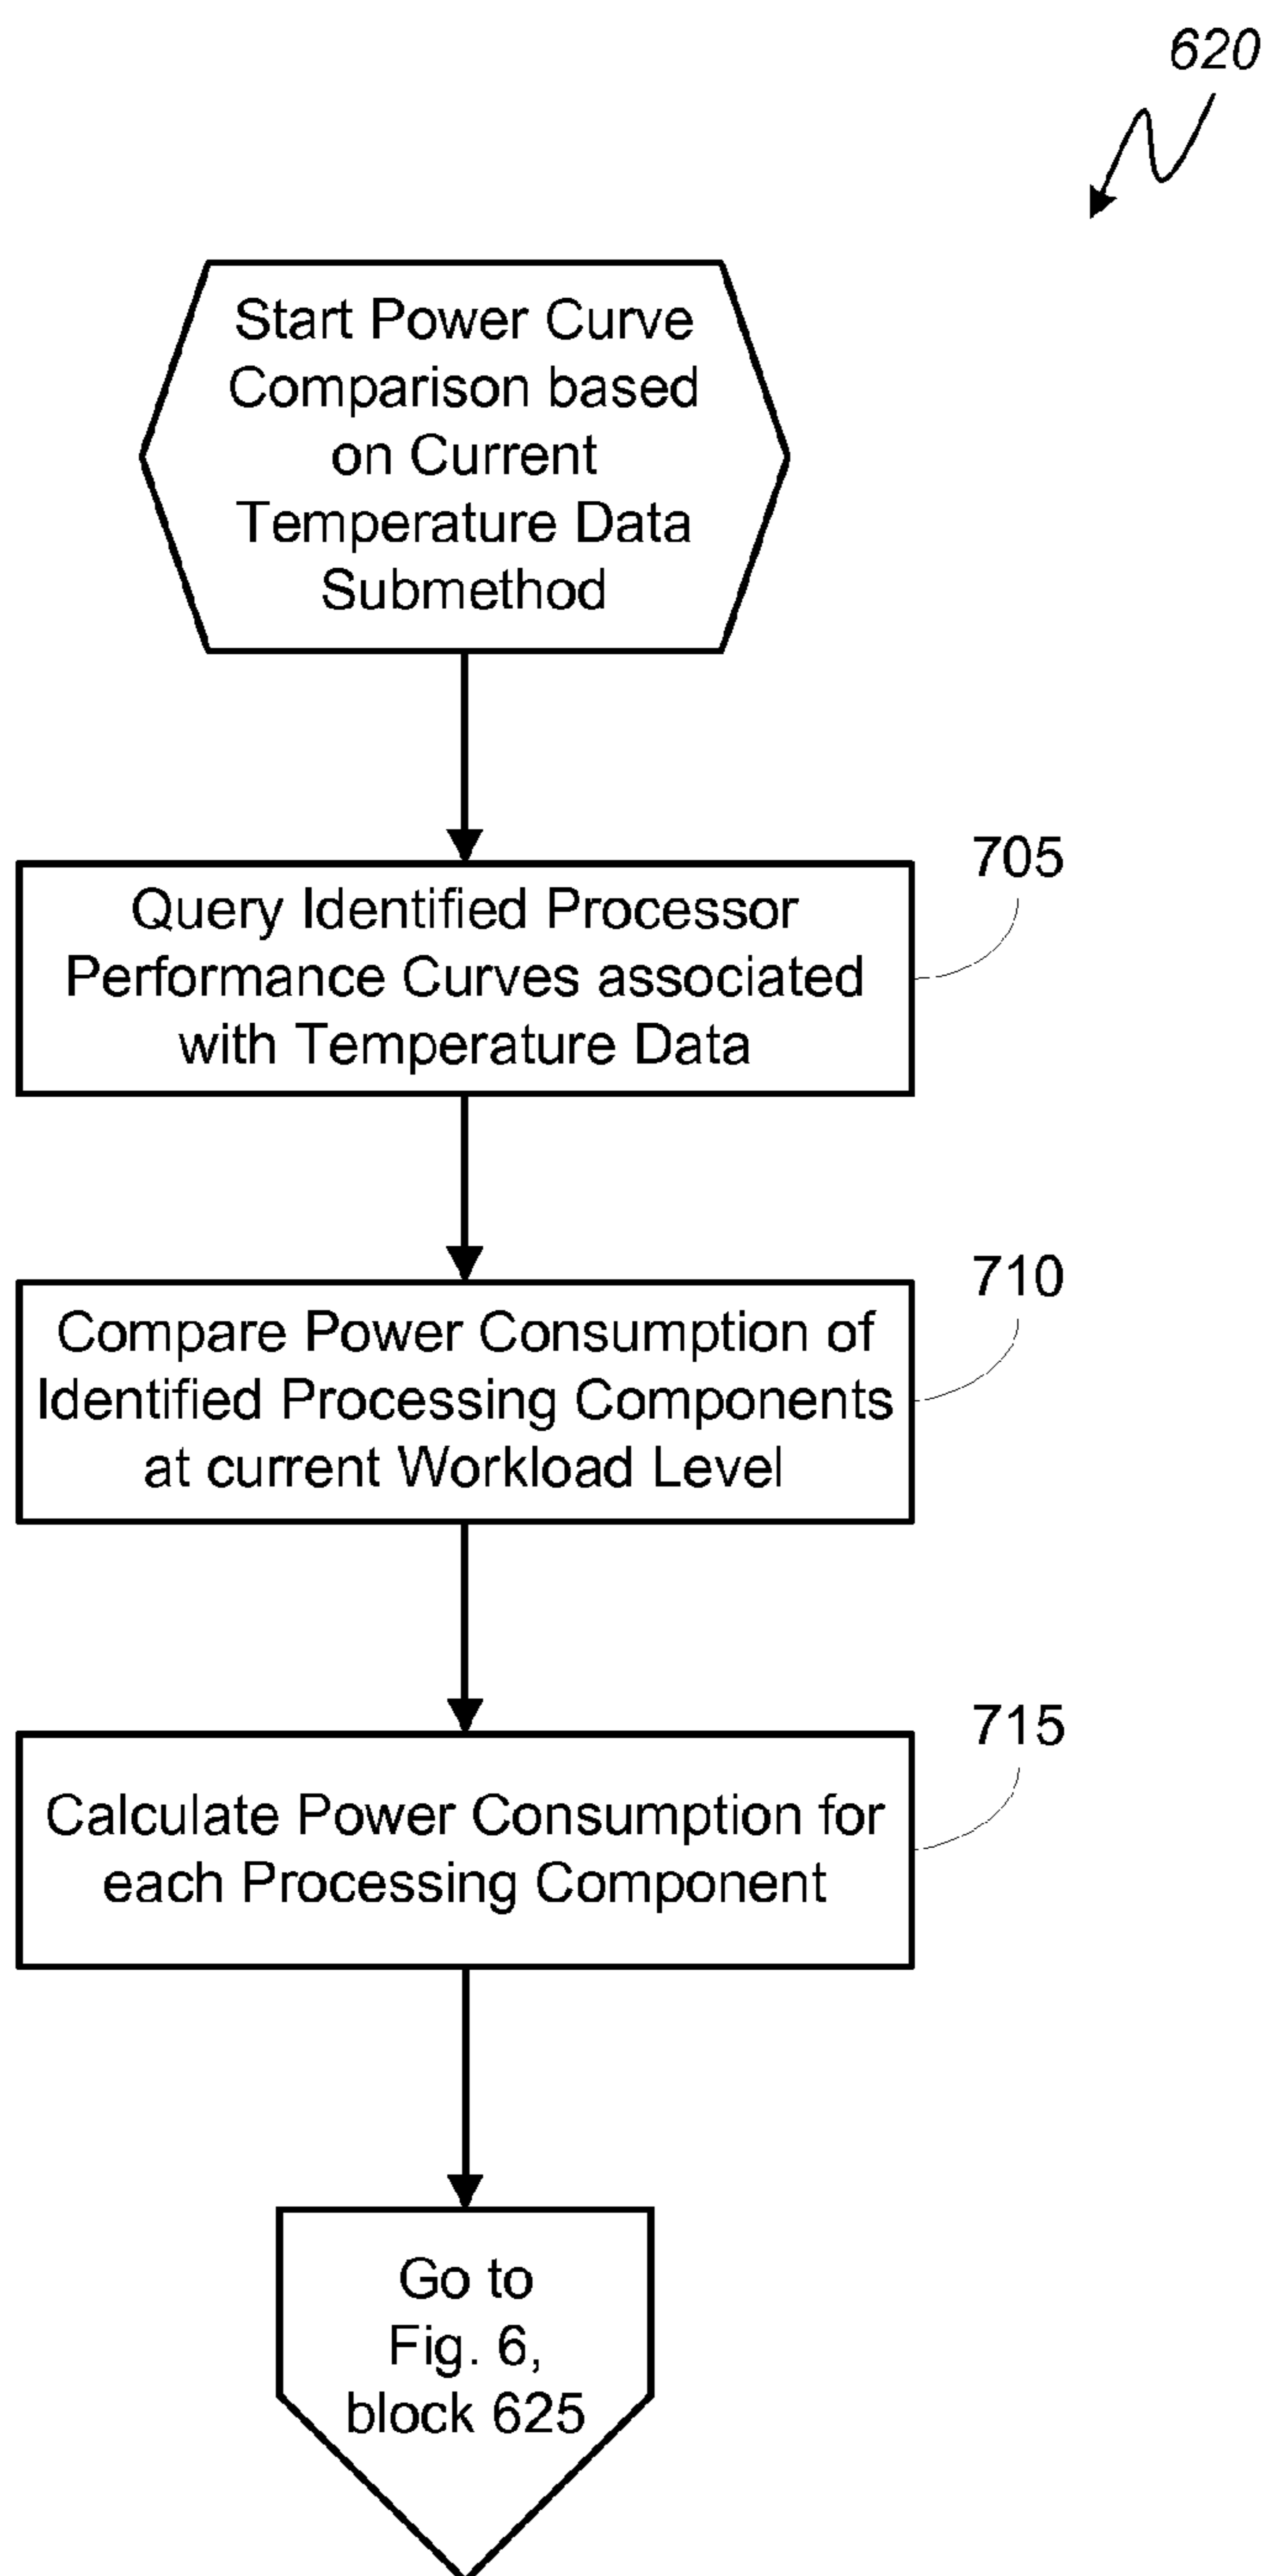 620
Start Power Curve
Comparison based
on Current
Temperature Data
Submethod
705
Query Identified Processor
Performance Curves associated
with Temperature Data
710
Compare Power Consumption of
Identified Processing Components
at current Workload Level
715
Calculate Power Consumption for
each Processing Component
Go to
Fig. 6,
block 625